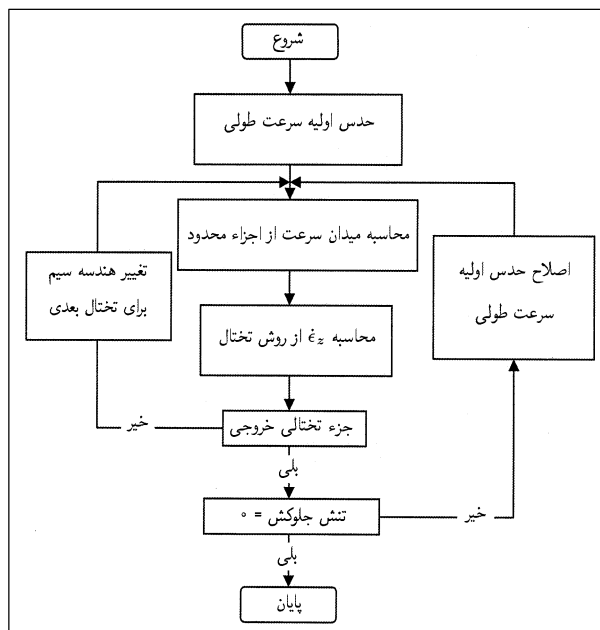 شروع
حدس اولیه سرعت طولی
محاسبه میدان سرعت از اجزاء محدود
تغییر هندسه سیم
برای تختال بعدی
اصلاح حدس اولیه
سرعت طولی
محاسبه ε̇z از روش تختال
جزء تختالی خروجی
خیر
بلی
تنش جلوکش = ۰
خیر
بلی
پایان